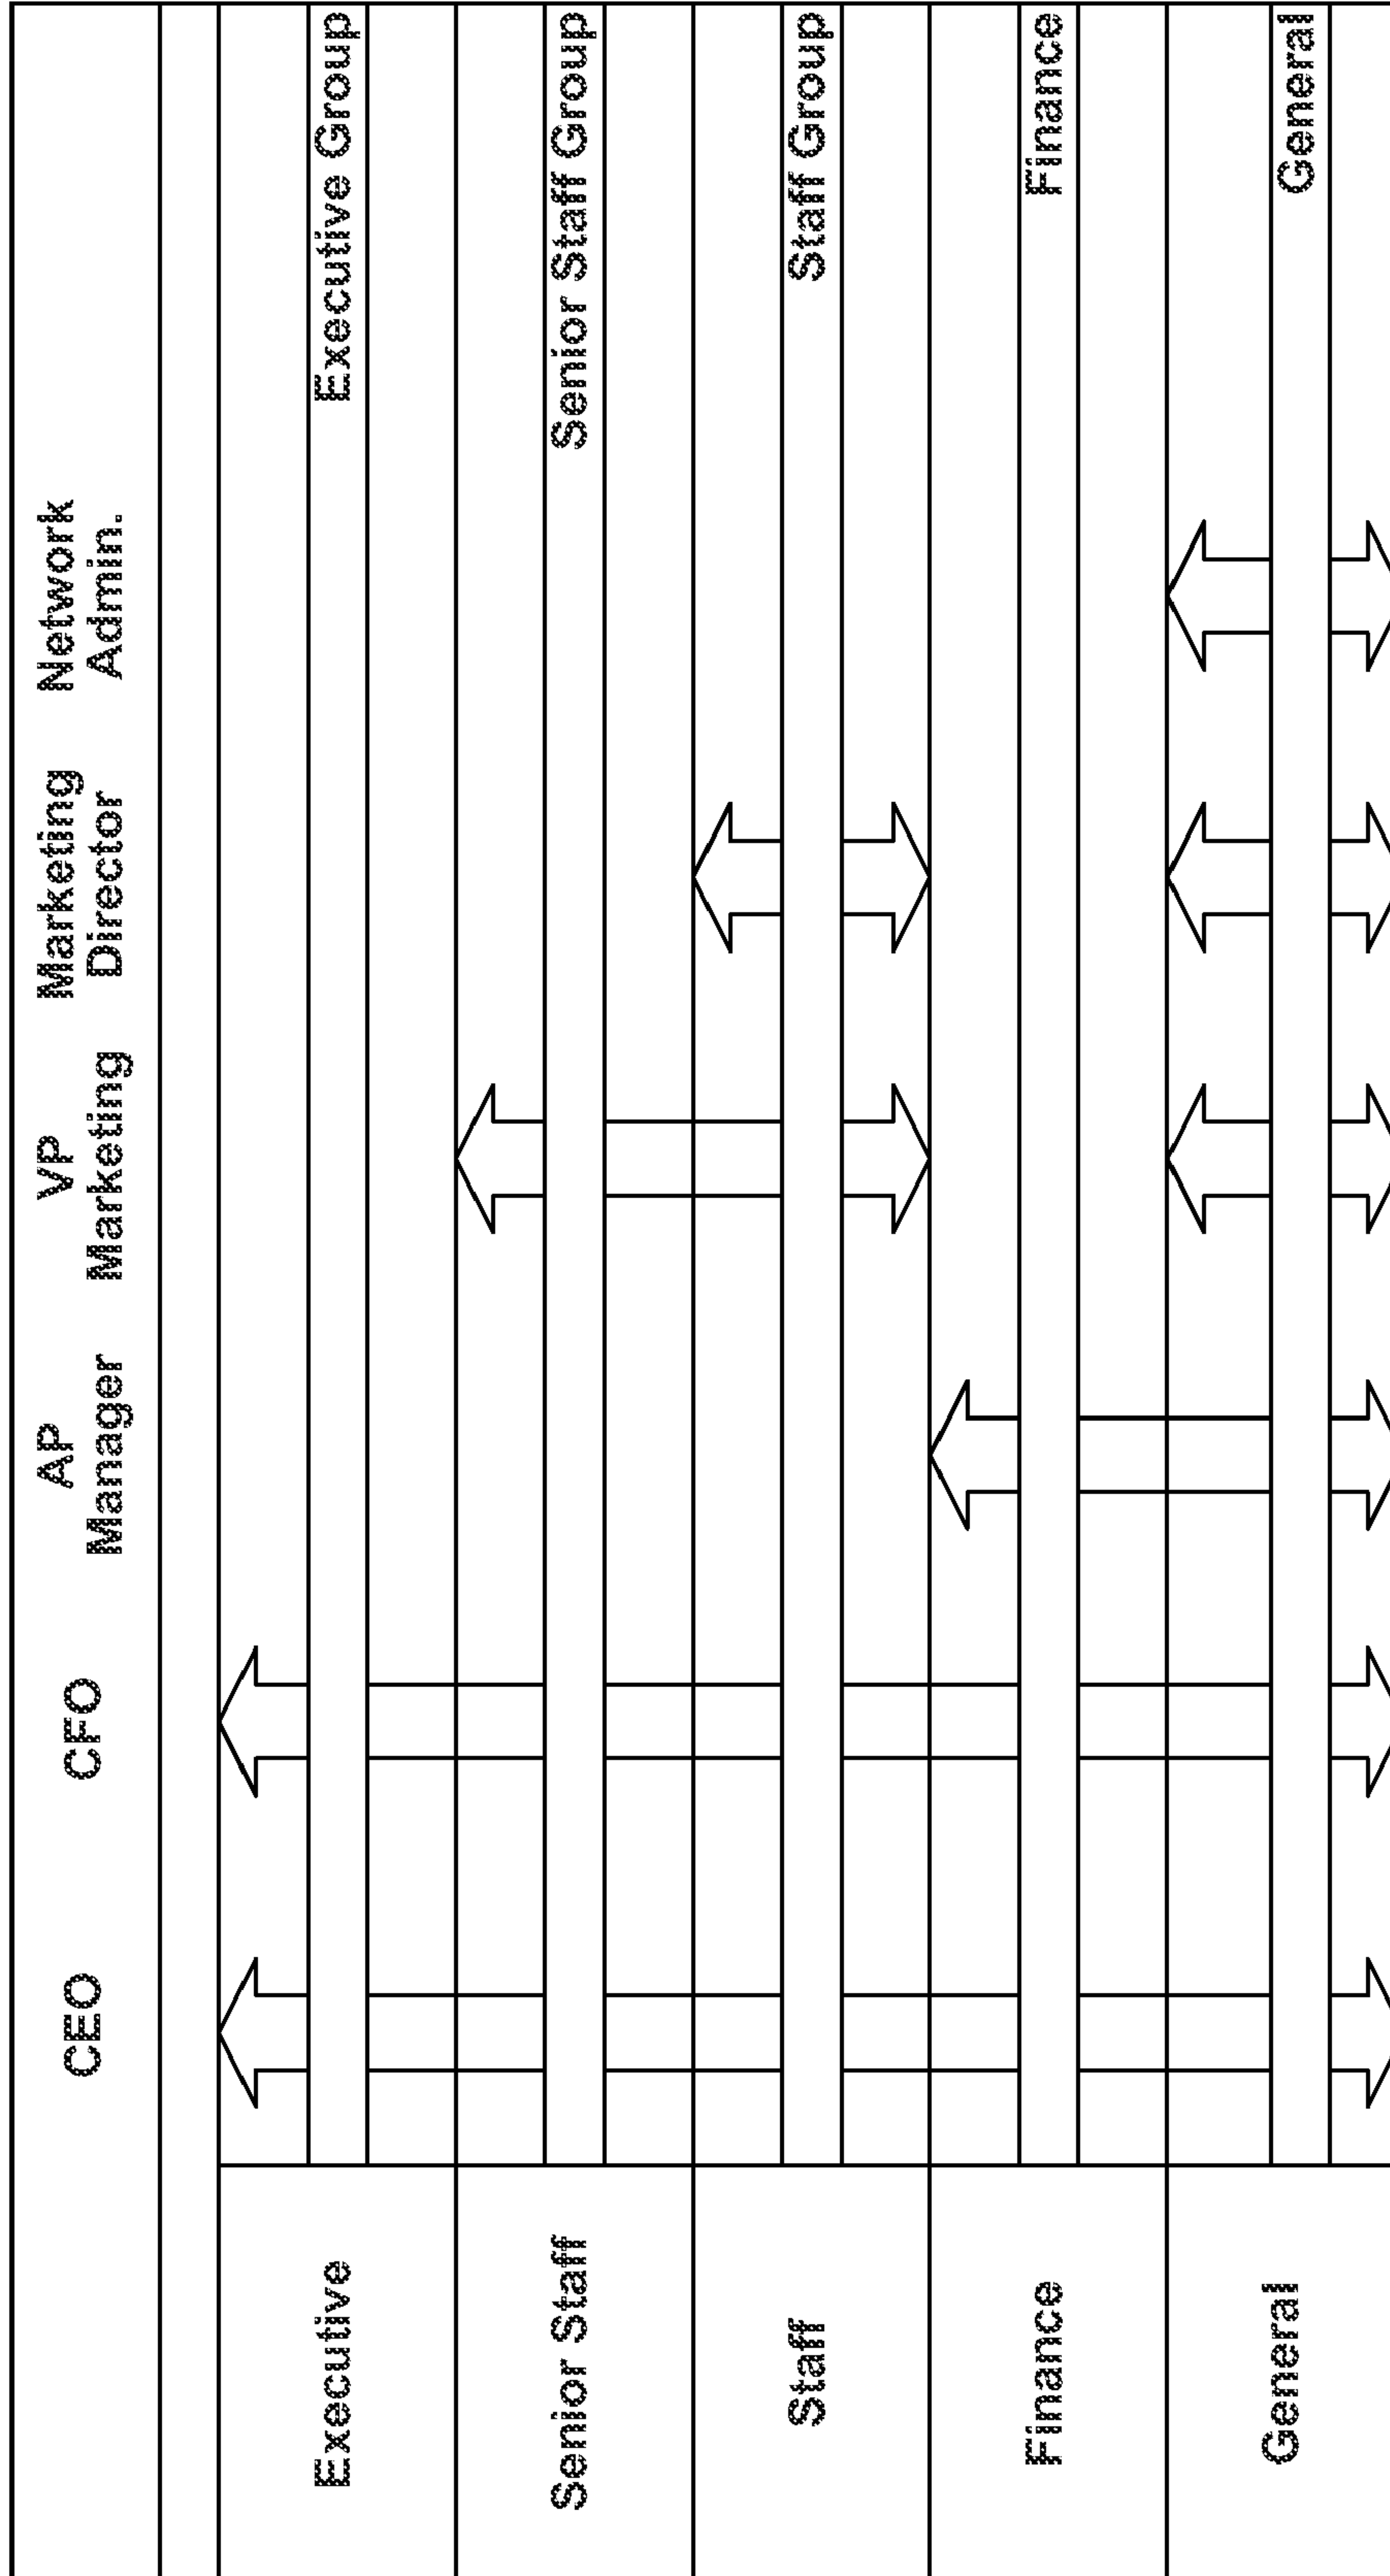 CEO
CFO
AP
Manager
VP
Marketing
Marketing
Director
Network
Admin.
Executive
Executive Group
Senior Staff
Senior Staff Group
Staff
Staff Group
Finance
Finance
General
General